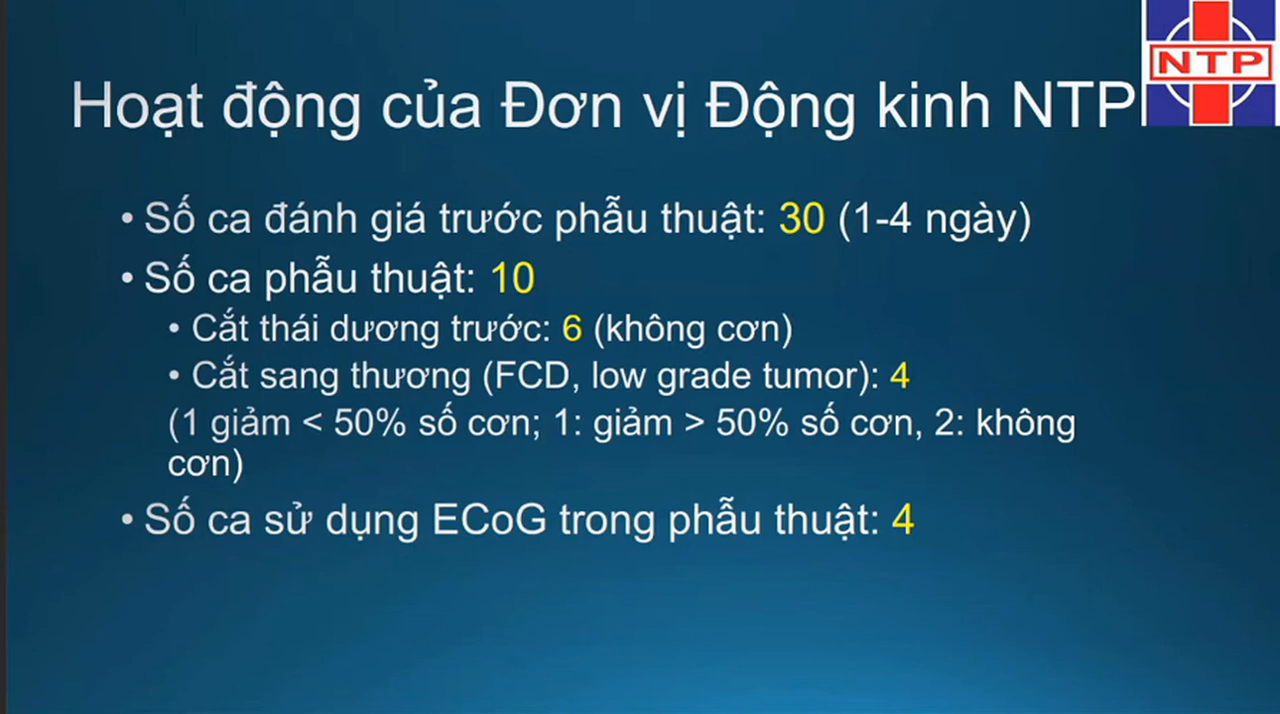 NTP
Hoạt động của Đơn vị Động kinh NTP
• Số ca đánh giá trước phẫu thuật: 30 (1-4 ngày)
• Số ca phẫu thuật: 10
• Cắt thái dương trước: 6 (không cơn)
• Cắt sang thương (FCD, low grade tumor): 4
(1 giảm < 50% số cơn; 1: giảm > 50% số cơn, 2: không
cơn)
• Số ca sử dụng ECoG trong phẫu thuật: 4